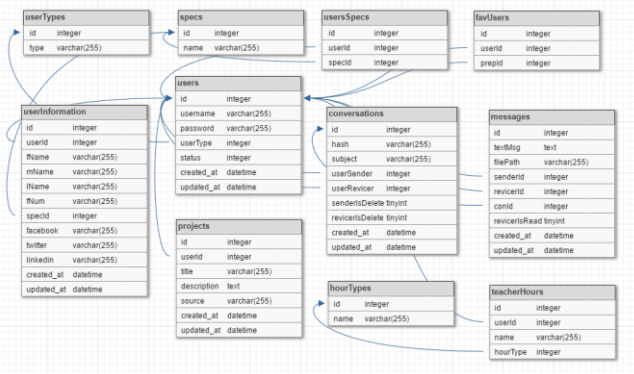 userTypes
id integer
type varchar(255)
specs
id integer
name varchar(255)
usersSpecs
id integer
userId integer
specId integer
favUsers
id integer
userId integer
prepId integer
users
id integer
username varchar(255)
password varchar(255)
userType integer
status integer
created_at datetime
updated_at datetime
userInformation
id integer
userId integer
fName varchar(255)
mName varchar(255)
lName varchar(255)
fNum varchar(255)
specId integer
facebook varchar(255)
twitter varchar(255)
linkedin varchar(255)
created_at datetime
updated_at datetime
conversations
id integer
hash varchar(255)
subject varchar(255)
userSender integer
userRevicer integer
senderIsDelete tinyint
revicerIsDelete tinyint
created_at datetime
updated_at datetime
messages
id integer
textMsg text
filePath varchar(255)
senderId integer
revicerId integer
conId integer
revicerIsRead tinyint
created_at datetime
updated_at datetime
projects
id integer
userId integer
title varchar(255)
description text
source varchar(255)
created_at datetime
updated_at datetime
hourTypes
id integer
name varchar(255)
teacherHours
id integer
userId integer
name varchar(255)
hourType integer